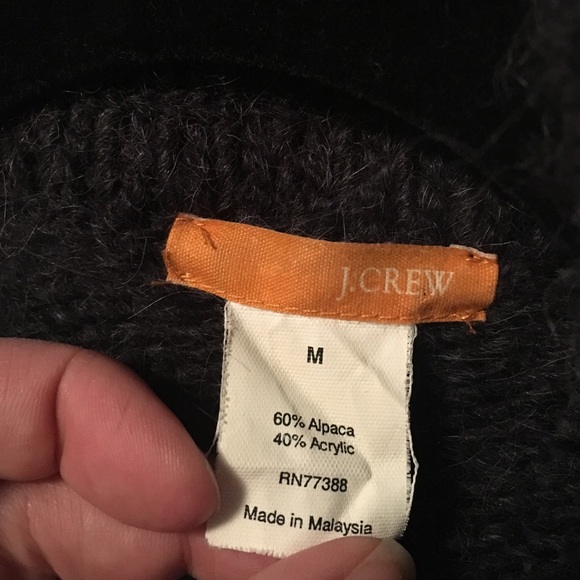 J.CREW
M
60% Alpaca
40% Acrylic
RN77388
Made in Malaysia